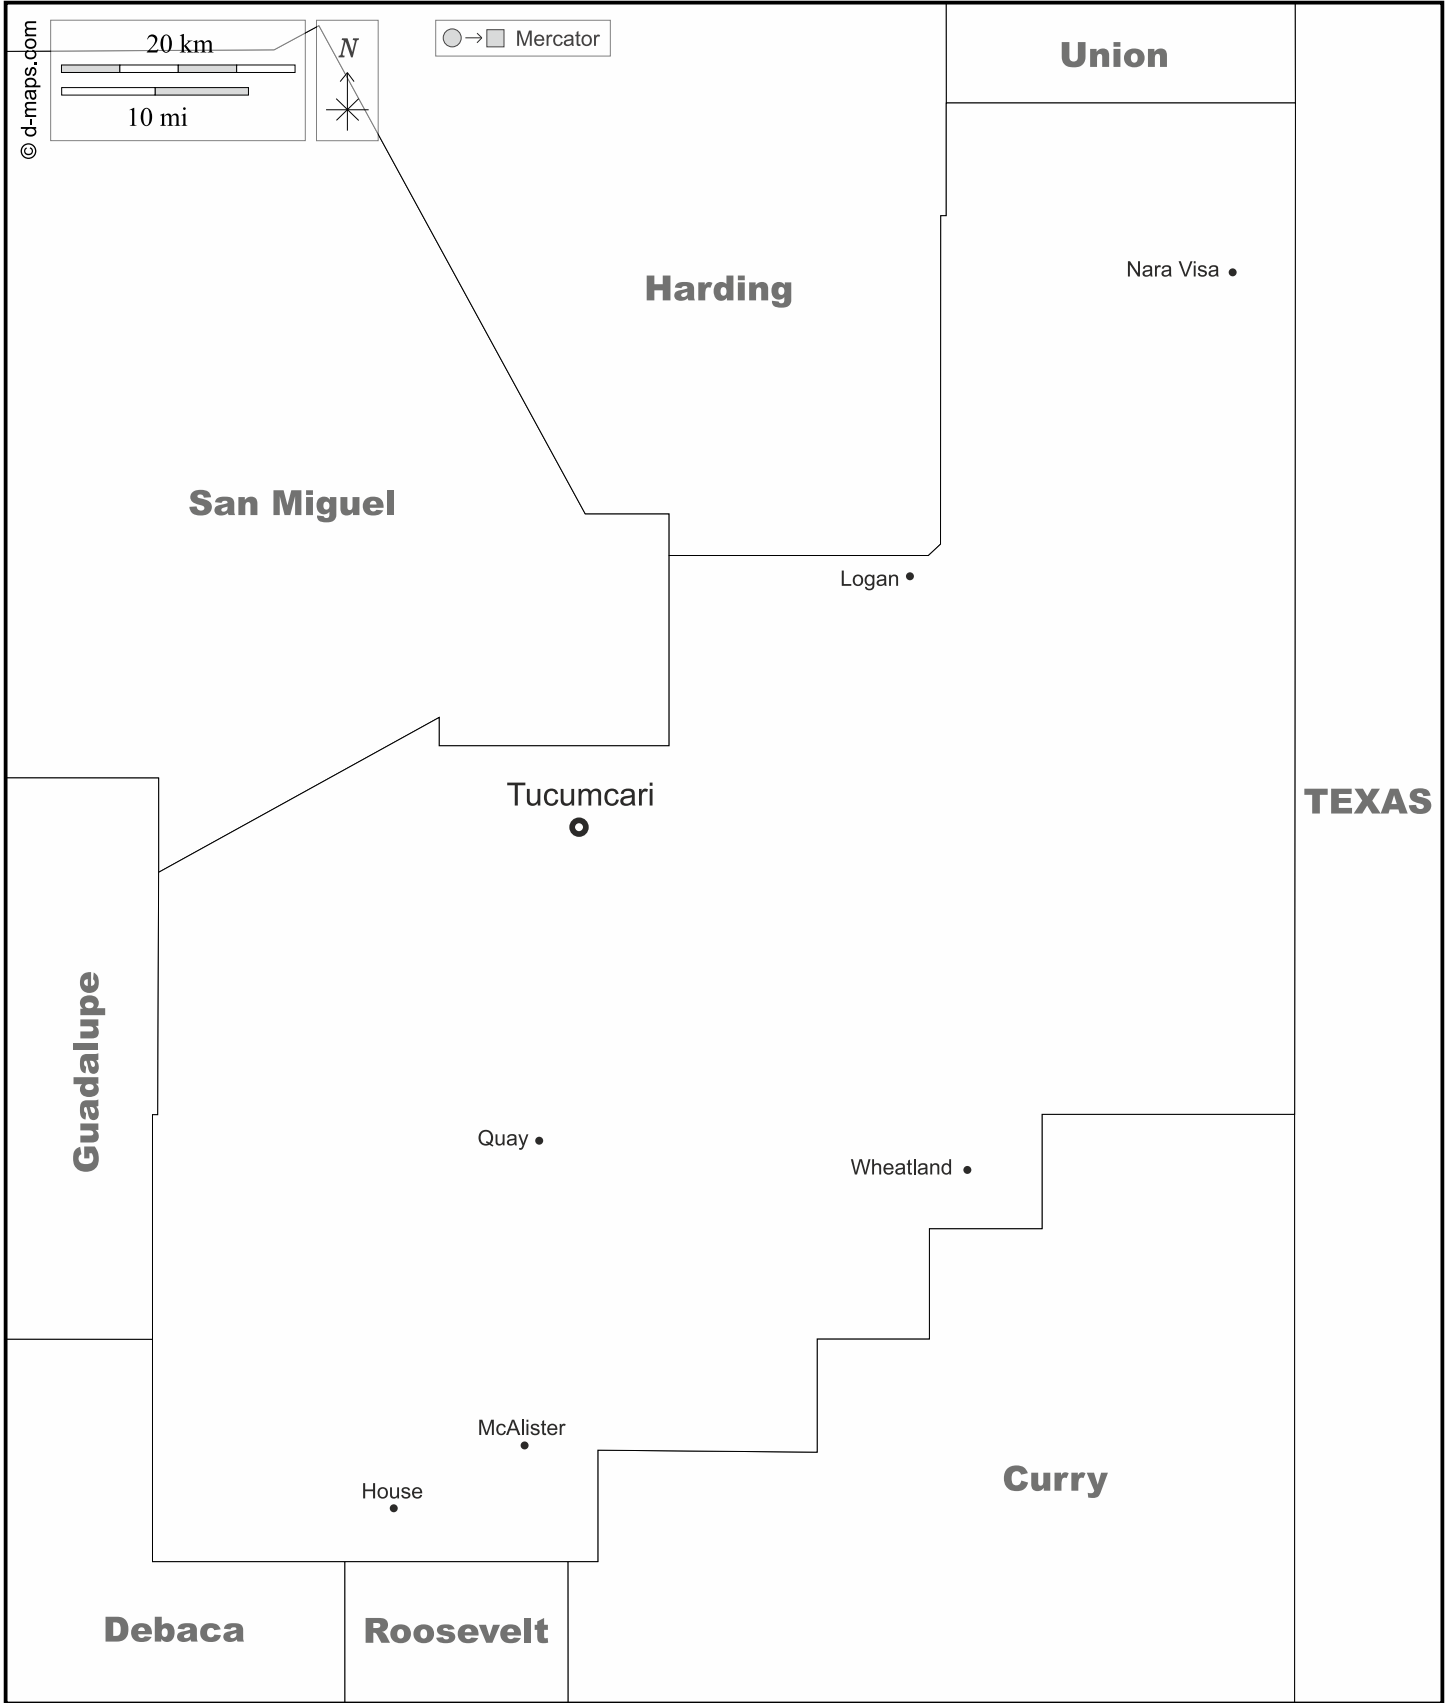 © d-maps.com
20 km
10 mi
N
Mercator
Union
Nara Visa
Harding
San Miguel
Logan
Tucumcari
TEXAS
Guadalupe
Quay
Wheatland
McAlister
Curry
House
Debaca
Roosevelt